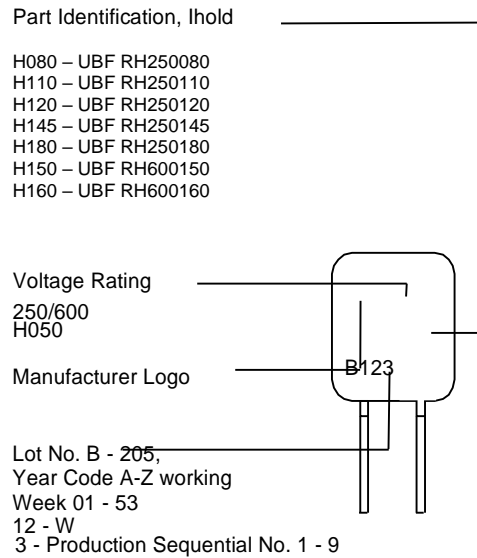 Part Identification, Ihold
H080 – UBF RH250080
H110 – UBF RH250110
H120 – UBF RH250120
H145 – UBF RH250145
H180 – UBF RH250180
H150 – UBF RH600150
H160 – UBF RH600160
Voltage Rating
250/600
H050
Manufacturer Logo
B123
Lot No. B - 205,
Year Code A-Z working
Week 01 - 53
12 - W
3 - Production Sequential No. 1 - 9